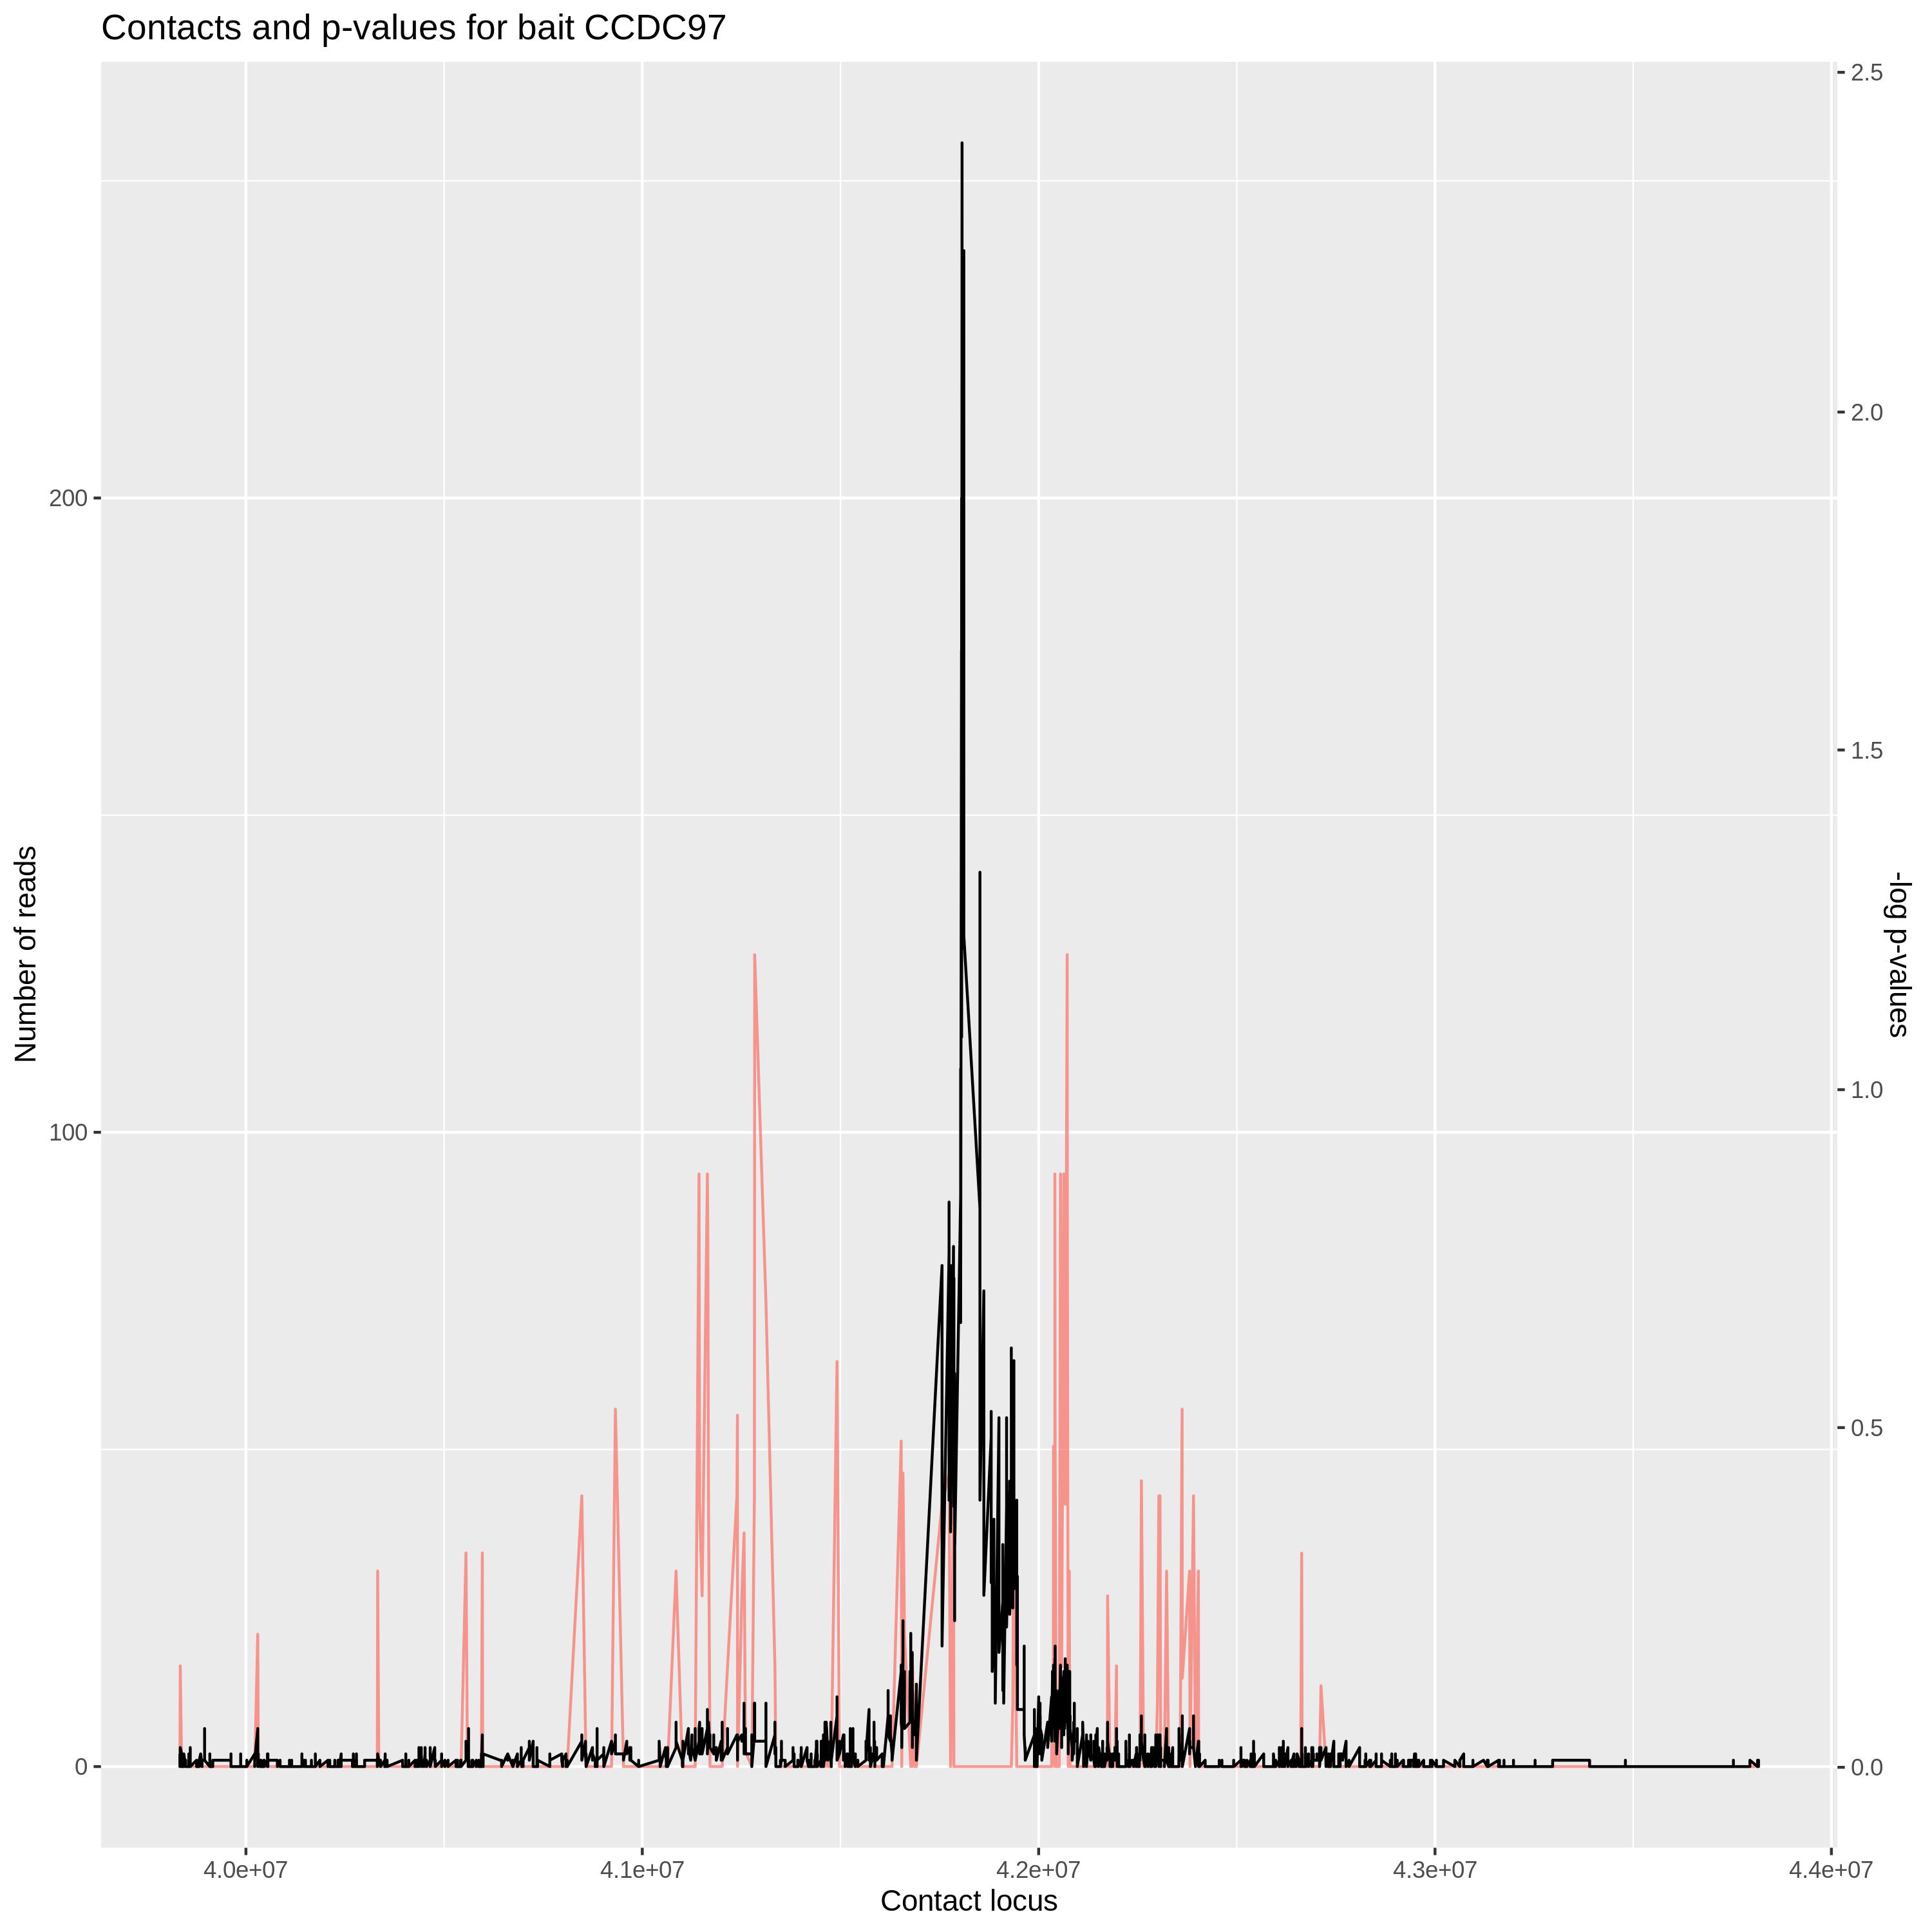 Contacts and p-values for bait CCDC97
Number of reads
200
100
0
2.5
2.0
1.5
1.0
0.5
0.0
-log p-values
4.0e+07
4.1e+07
4.2e+07
4.3e+07
4.4e+07
Contact locus